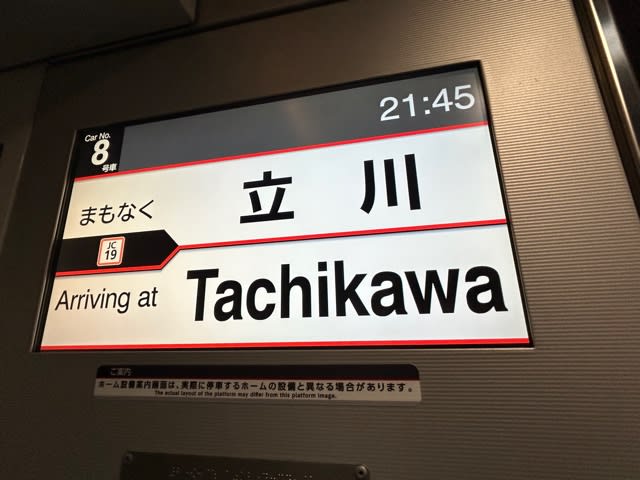 21:45
Car No.
8
号車
まもなく
立川
JC
19
Arriving at
Tachikawa
ご案内
ホーム設備案内画面は、実際に停車するホームの設備と異なる場合があります。
The actual layout of the platform may differ from this platform image.